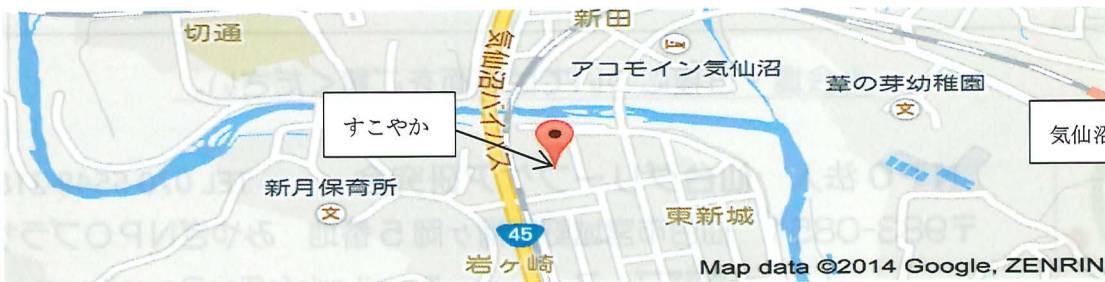 切通
新田
気仙沼バイパス
アコモイン気仙沼
葦の芽幼稚園
文
すこやか
気仙沼
新月保育所
文
東新城
45
岩ヶ崎
Map data ©2014 Google, ZENRIN